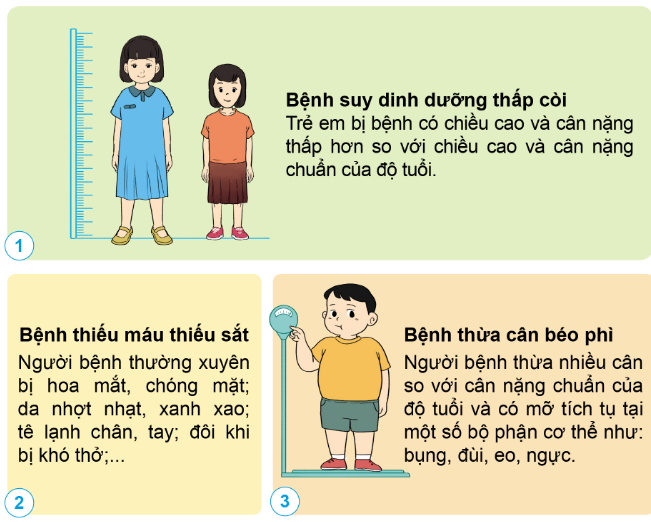 Bệnh suy dinh dưỡng thấp còi
Trẻ em bị bệnh có chiều cao và cân nặng
thấp hơn so với chiều cao và cân nặng
chuẩn của độ tuổi.
1
Bệnh thiếu máu thiếu sắt
Người bệnh thường xuyên
bị hoa mắt, chóng mặt;
da nhợt nhạt, xanh xao;
tê lạnh chân, tay; đôi khi
bị khó thở;...
2
Bệnh thừa cân béo phì
Người bệnh thừa nhiều cân
so với cân nặng chuẩn của
độ tuổi và có mỡ tích tụ tại
một số bộ phận cơ thể như:
bụng, đùi, eo, ngực.
3